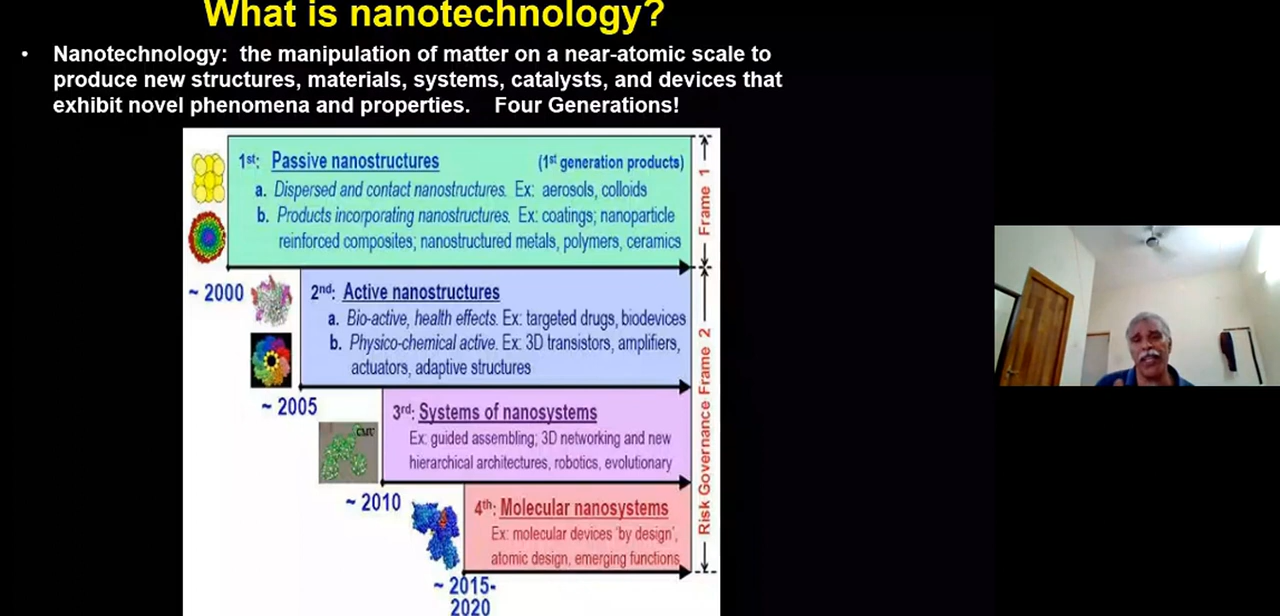 What is nanotechnology?
• Nanotechnology: the manipulation of matter on a near-atomic scale to
produce new structures, materials, systems, catalysts, and devices that
exhibit novel phenomena and properties. Four Generations!
1st: Passive nanostructures (1st generation products)
a. Dispersed and contact nanostructures. Ex: aerosols, colloids
b. Products incorporating nanostructures. Ex: coatings; nanoparticle
reinforced composites; nanostructured metals, polymers, ceramics
Frame 1
~ 2000
2nd: Active nanostructures
a. Bio-active, health effects. Ex: targeted drugs, biodevices
b. Physico-chemical active. Ex: 3D transistors, amplifiers,
actuators, adaptive structures
~ 2005
3rd: Systems of nanosystems
Ex: guided assembling; 3D networking and new
hierarchical architectures, robotics, evolutionary
CMU
~ 2010
4th: Molecular nanosystems
Ex: molecular devices 'by design',
atomic design, emerging functions
~ 2015-
2020
Risk Governance Frame 2